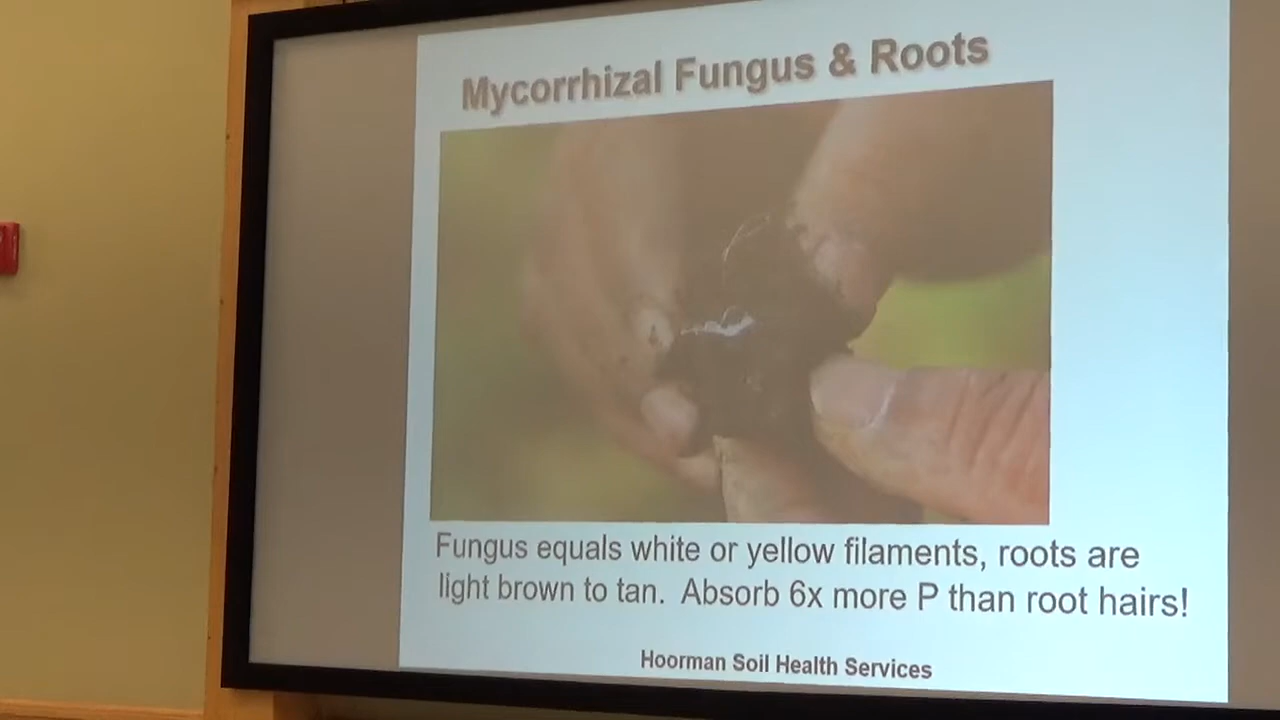 Mycorrhizal Fungus & Roots
Fungus equals white or yellow filaments, roots are
light brown to tan. Absorb 6x more P than root hairs!
Hoorman Soil Health Services